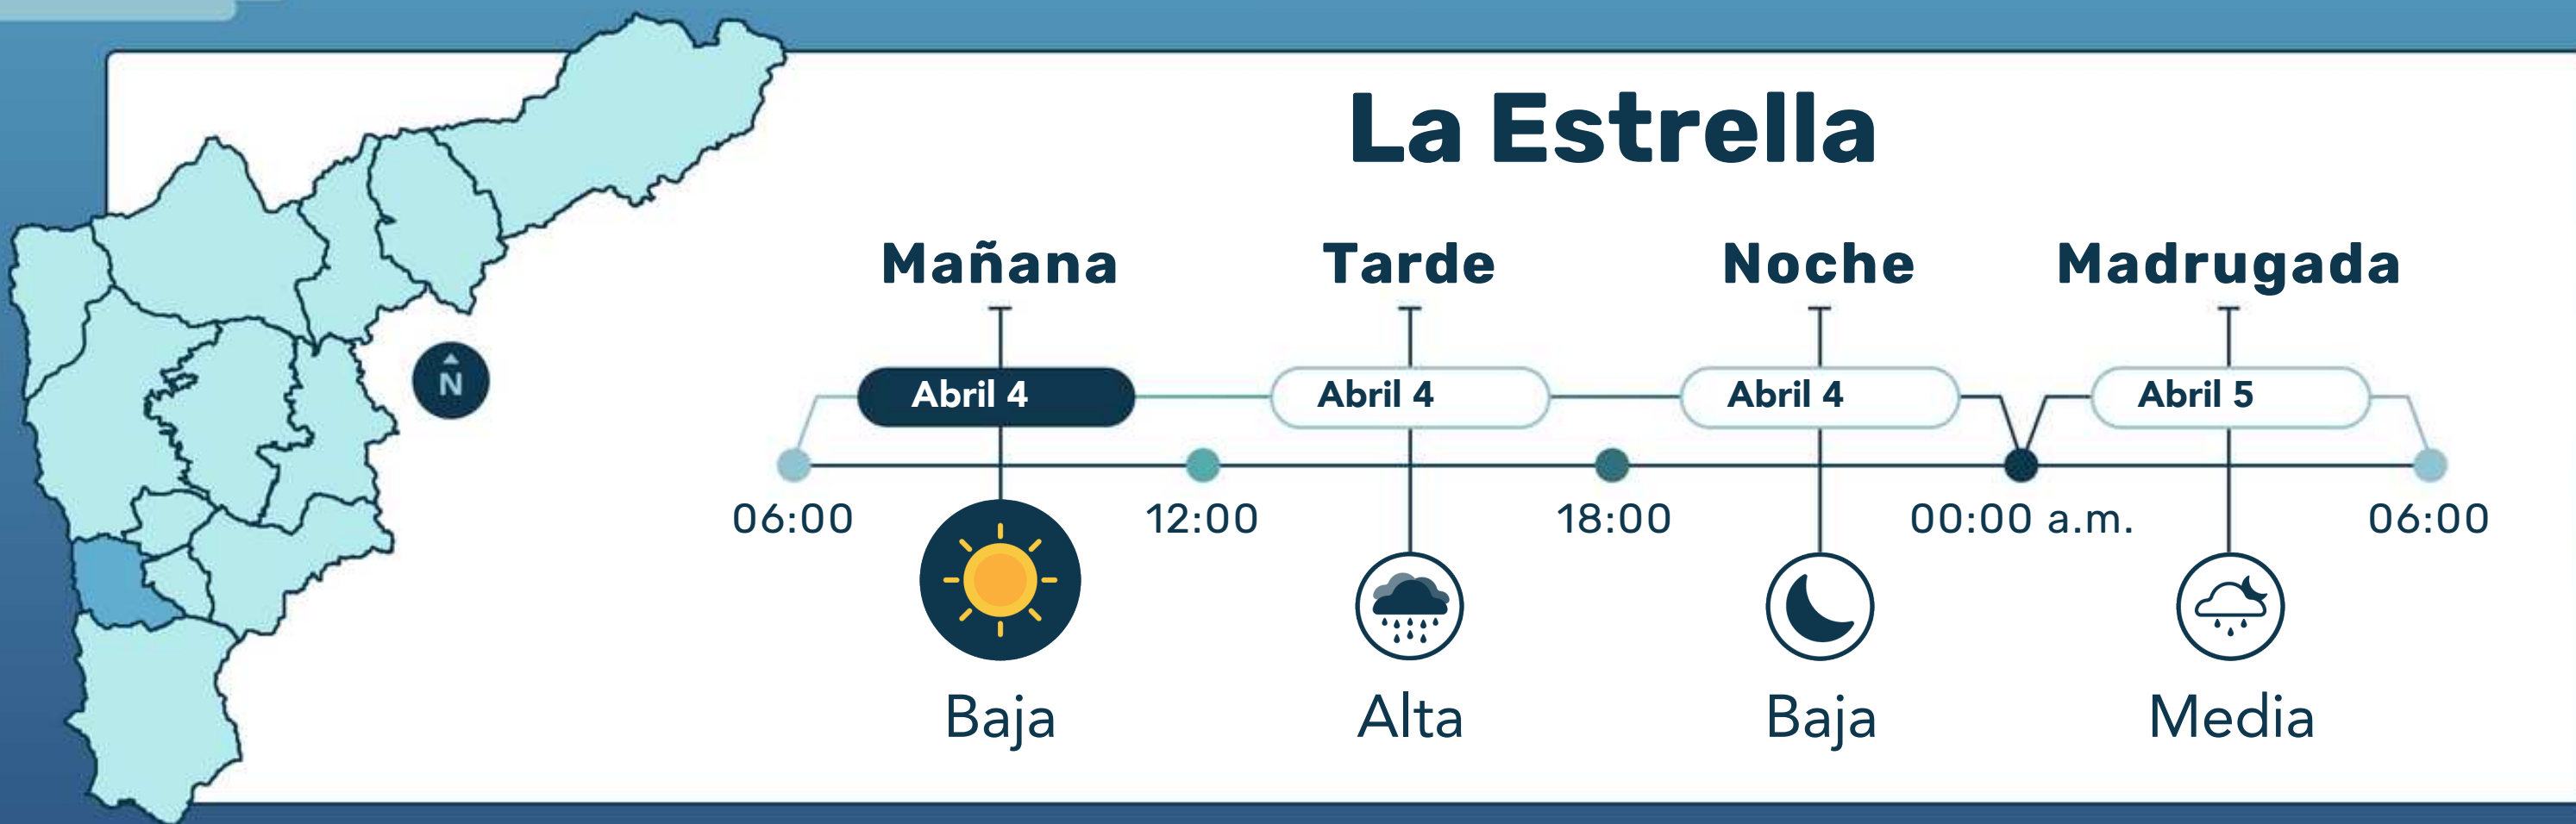 La Estrella
Mañana Tarde Noche Madrugada
Abril 4 Abril 4 Abril 4 Abril 5
N
06:00 12:00 18:00 00:00 a.m. 06:00
Baja Alta Baja Media